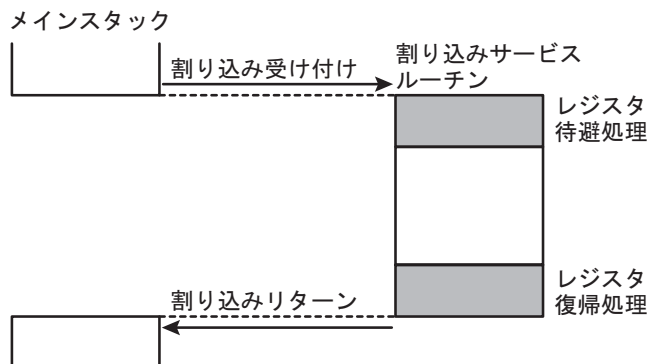 メインスタック
割り込み受け付け
割り込みサービス
ルーチン
レジスタ
待避処理
レジスタ
復帰処理
割り込みリターン